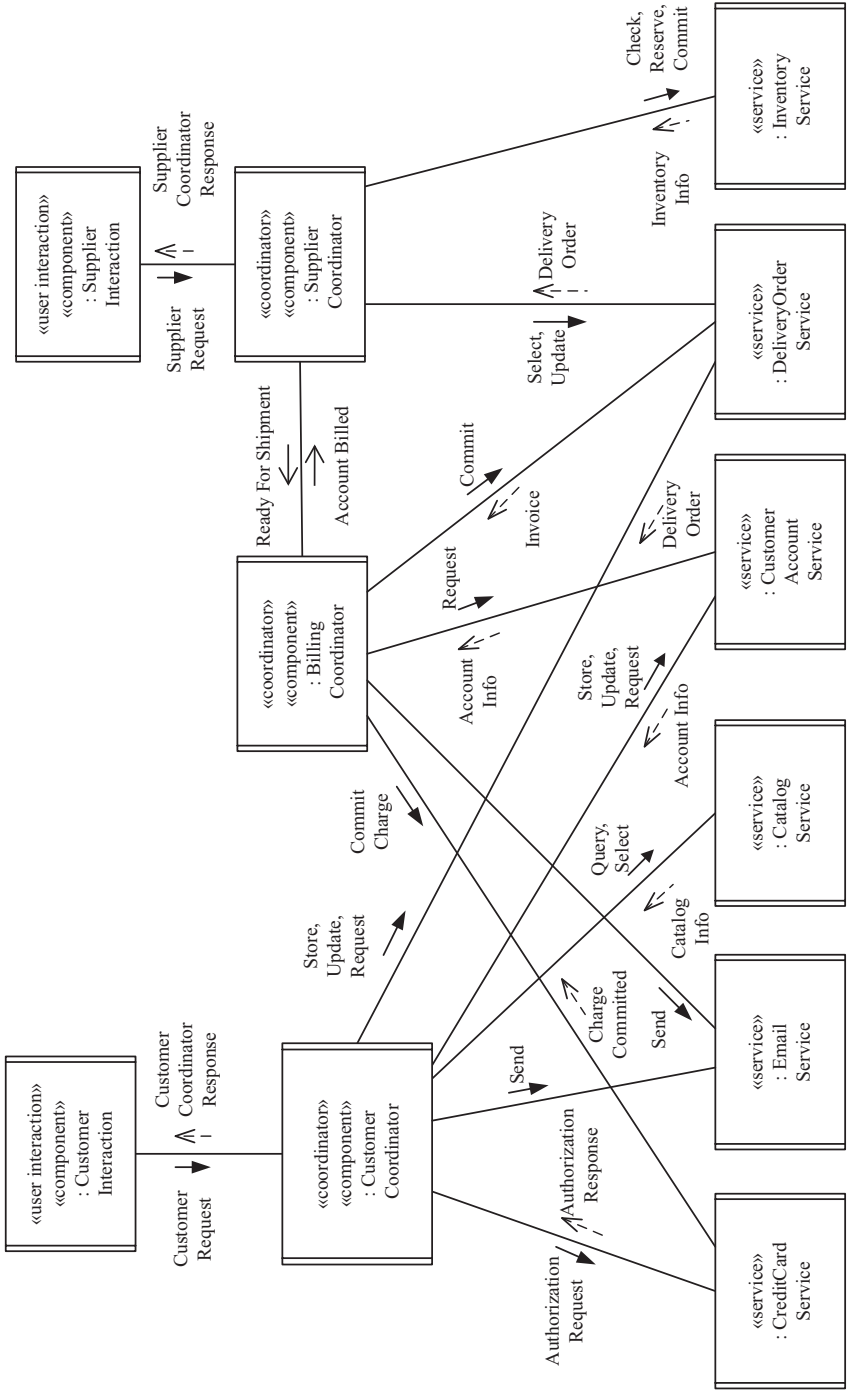 «user interaction»
«component»
: Customer
Interaction
Customer
Request
Customer
Coordinator
Response
«coordinator»
«component»
: Customer
Coordinator
«user interaction»
«component»
: Supplier
Interaction
Supplier
Request
Supplier
Coordinator
Response
«coordinator»
«component»
: Supplier
Coordinator
«coordinator»
«component»
: Billing
Coordinator
Ready For Shipment
Account Billed
Store,
Update,
Request
Commit
Charge
Account
Info
Request
Commit
Invoice
Select,
Update
Delivery
Order
Inventory
Info
Check,
Reserve,
Commit
Authorization
Request
Authorization
Response
Send
Charge
Committed
Send
Catalog
Info
Query,
Select
Account Info
Store,
Update,
Request
Delivery
Order
«service»
: CreditCard
Service
«service»
: Email
Service
«service»
: Catalog
Service
«service»
: Customer
Account
Service
«service»
: DeliveryOrder
Service
«service»
: Inventory
Service